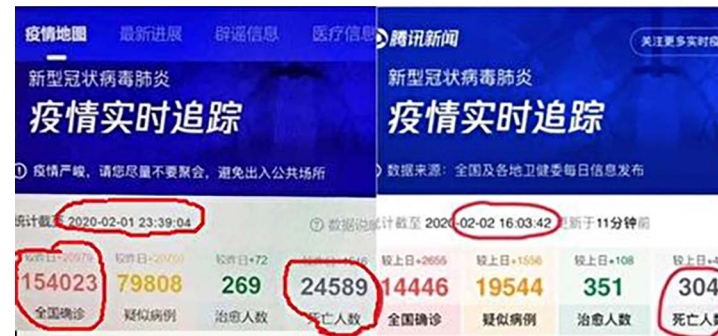 疫情地图 最新进展 辟谣信息 医疗信息
新型冠状病毒肺炎
疫情实时追踪
疫情严峻，请您尽量不要聚会，避免出入公共场所
统计截至 2020-02-01 23:39:04 数据说
较昨日+72
154023 79808 269 24589
全国确诊 疑似病例 治愈人数 死亡人数
腾讯新闻 关注更多实时疫
新型冠状病毒肺炎
疫情实时追踪
数据来源：全国及各地卫健委每日信息发布
计截至 2020-02-02 16:03:42 更新于11分钟前
较上日+2655 较上日+1556 较上日+108 较上日+4
14446 19544 351 304
全国确诊 疑似病例 治愈人数 死亡人